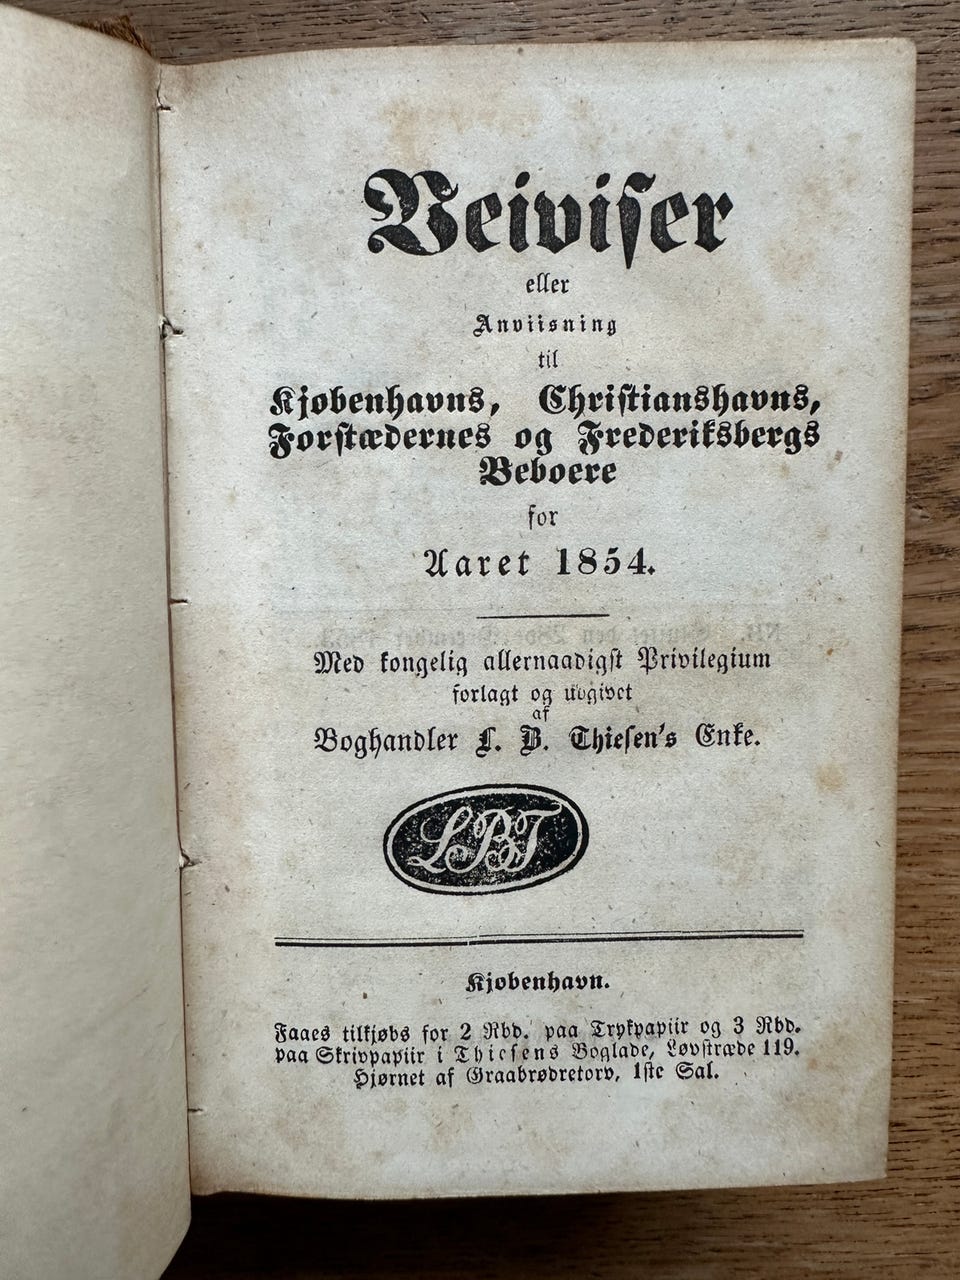 Veiviser
eller
Anviisning
til
Kjøbenhavns, Christianshavns,
Forstædernes og Frederiksbergs
Beboere
for
Aaret 1854.
Med kongelig allernaadigst Privilegium
forlagt og udgivet
af
Boghandler L. B. Thiesen's Enke.
LBT
Kjøbenhavn.
Faaes tilkjøbs for 2 Rbd. paa Trykpapiir og 3 Rbd.
paa Skrivpapiir i Thiesens Boglade, Løvstræde 119.
Hjørnet af Graabrødretorv, 1ste Sal.